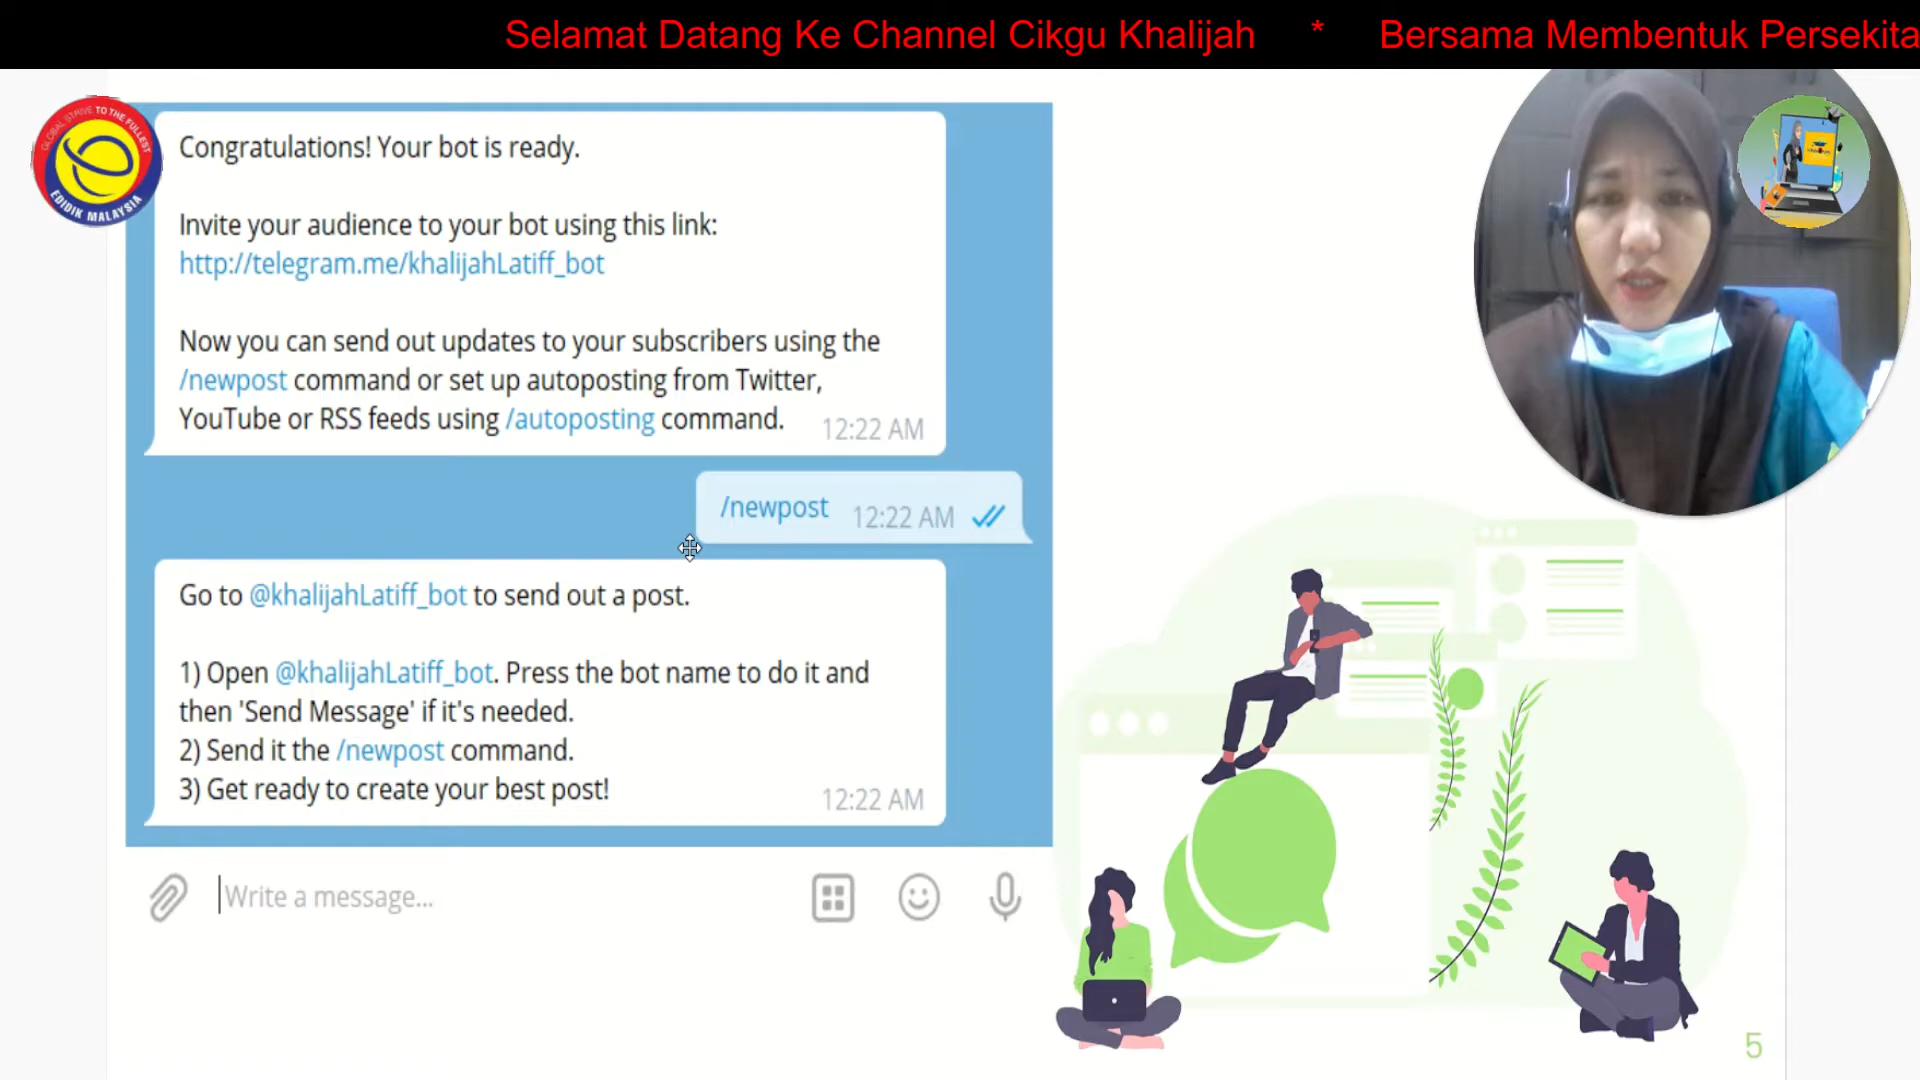 Selamat Datang Ke Channel Cikgu Khalijah * Bersama Membentuk Persekita
GLOBAL STRIVE TO THE FULLEST
EDIDIK MALAYSIA
Congratulations! Your bot is ready.
Invite your audience to your bot using this link:
http://telegram.me/khalijahLatiff_bot
Now you can send out updates to your subscribers using the
/newpost command or set up autoposting from Twitter,
YouTube or RSS feeds using /autoposting command.
12:22 AM
/newpost 12:22 AM
Go to @khalijahLatiff_bot to send out a post.
1) Open @khalijahLatiff_bot. Press the bot name to do it and
then 'Send Message' if it's needed.
2) Send it the /newpost command.
3) Get ready to create your best post!
12:22 AM
Write a message...
5